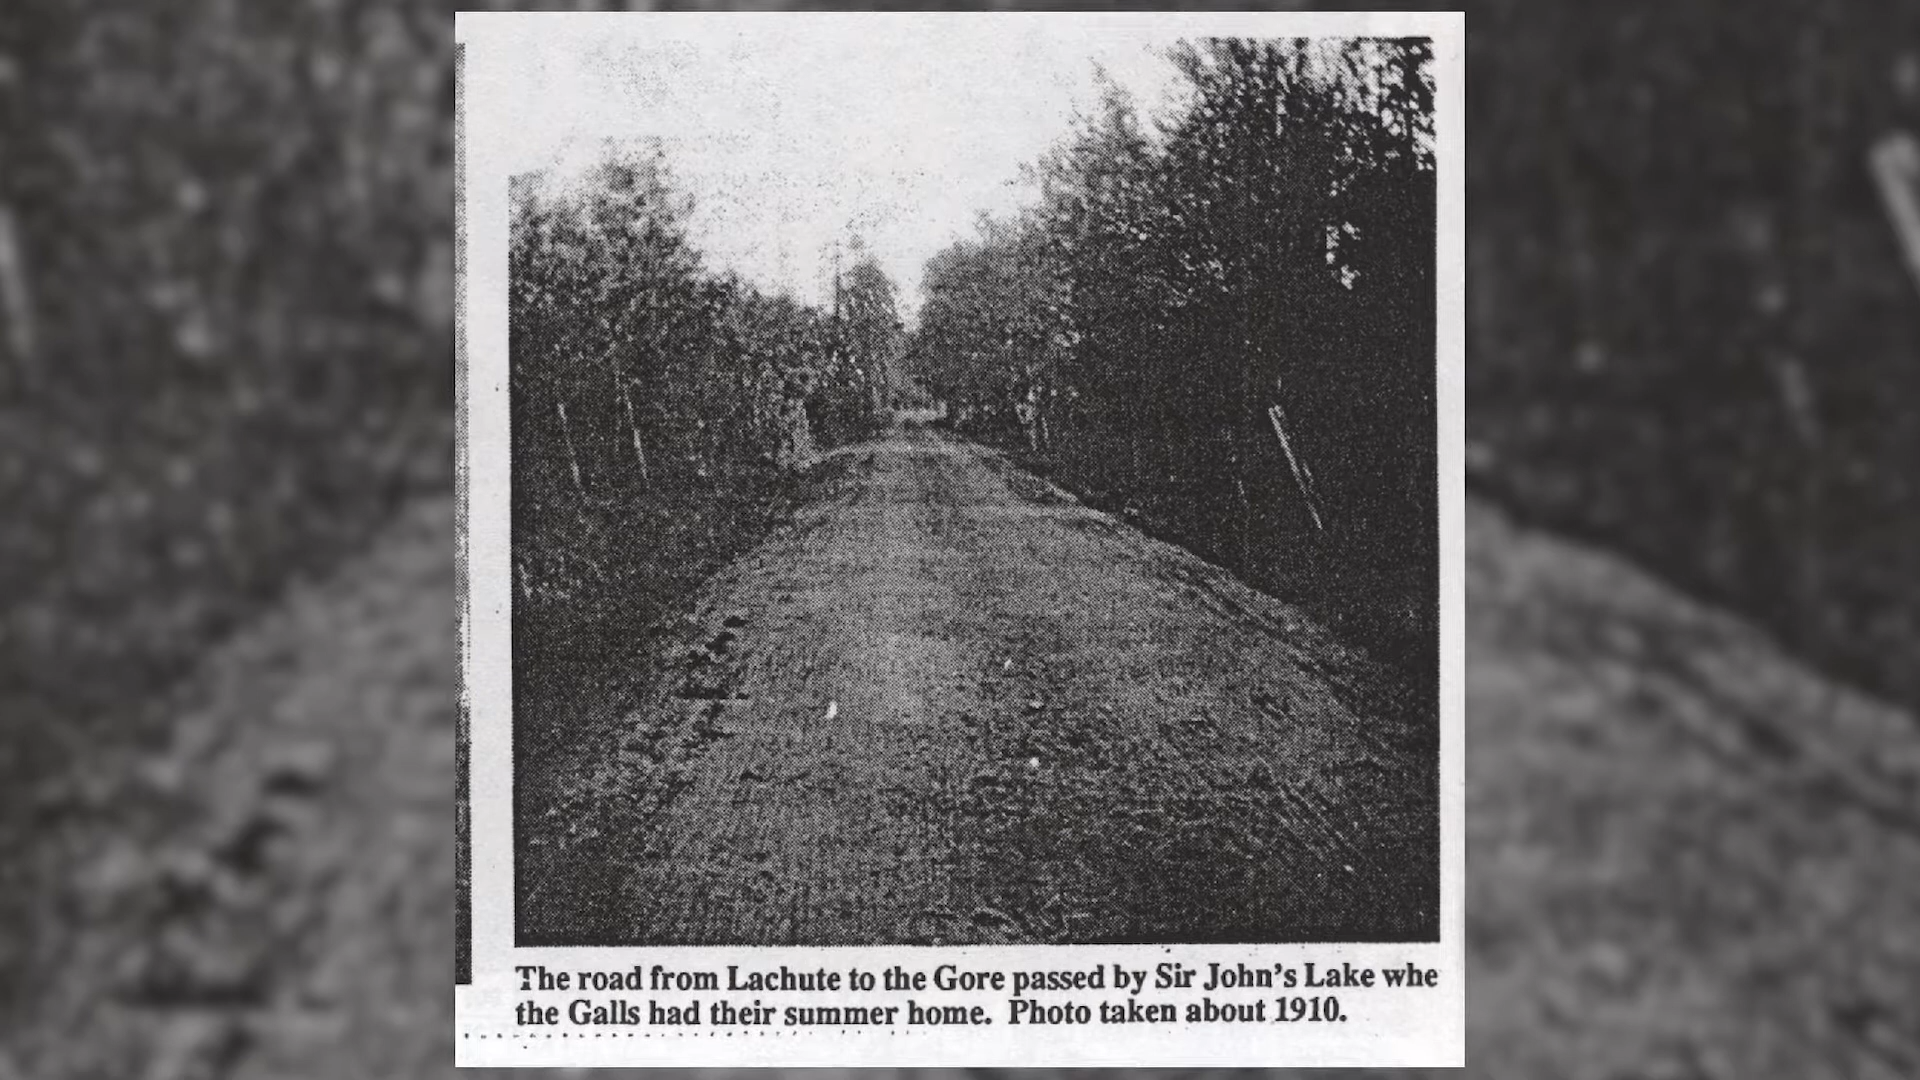 The road from Lachute to the Gore passed by Sir John's Lake whe
the Galls had their summer home. Photo taken about 1910.